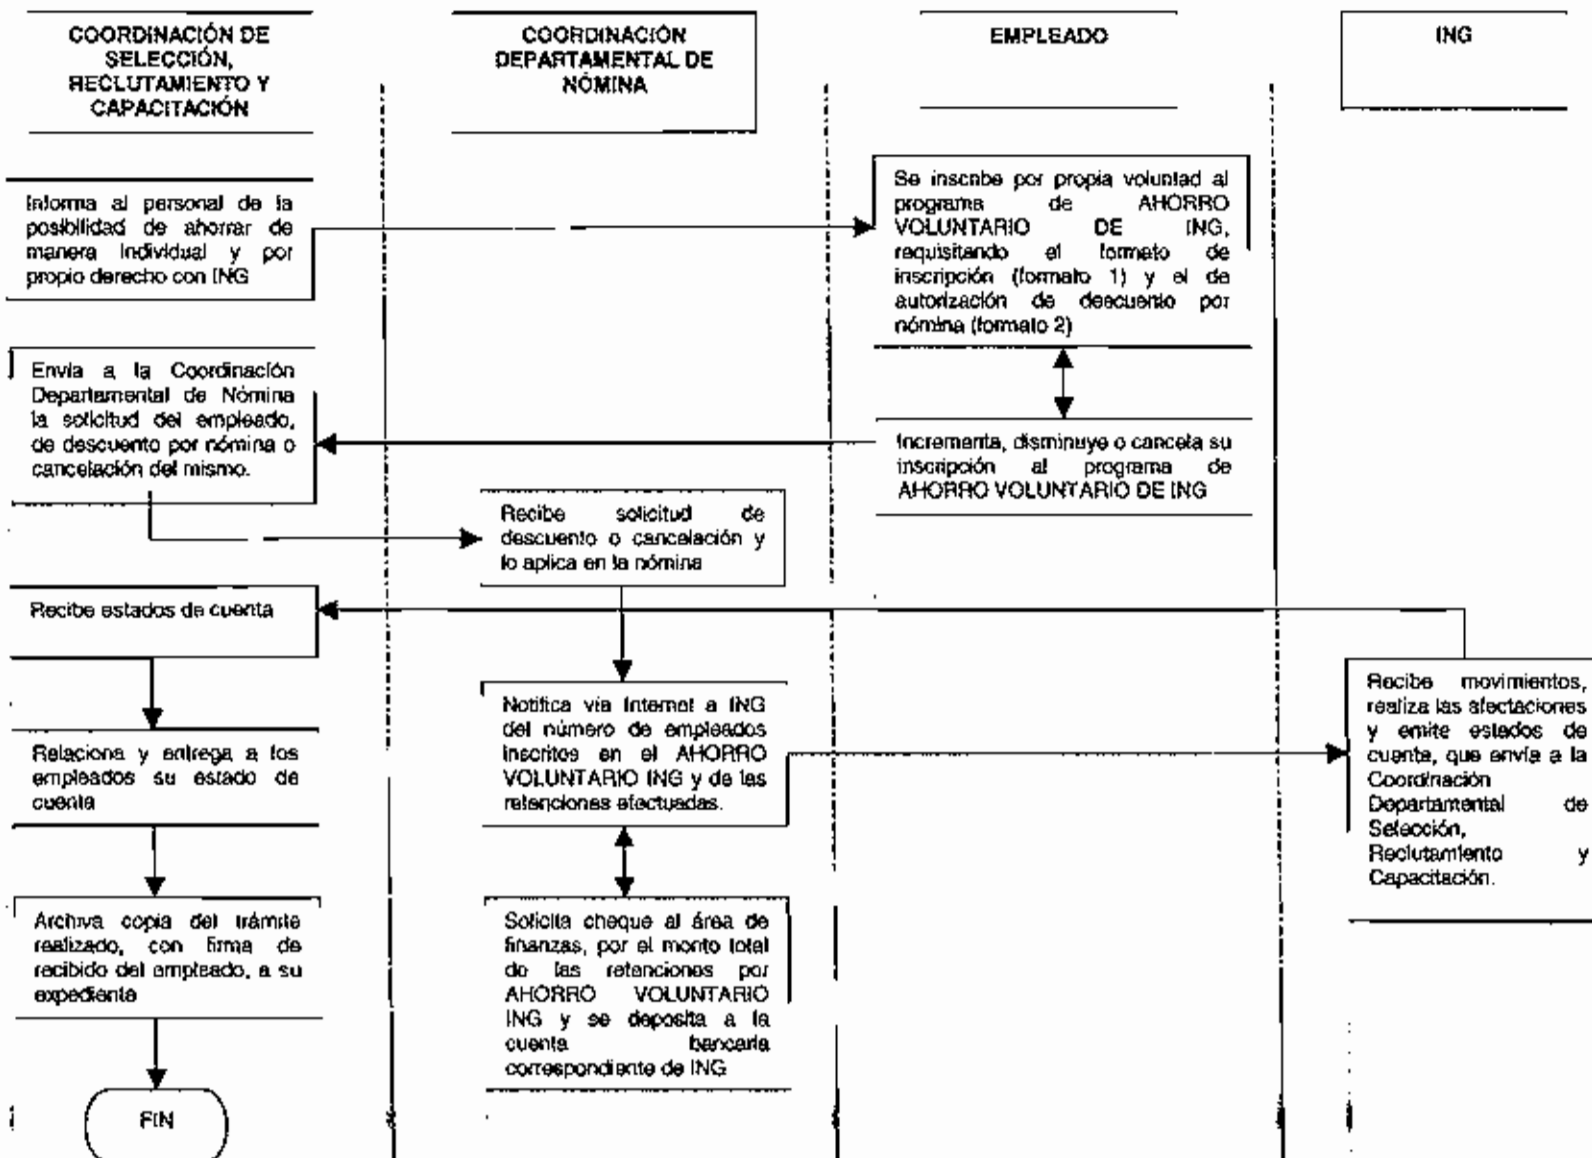 COORDINACIÓN DE
SELECCIÓN,
RECLUTAMIENTO Y
CAPACITACIÓN
COORDINACIÓN
DEPARTAMENTAL DE
NÓMINA
EMPLEADO
ING
Informa al personal de la
posibilidad de ahorrar de
manera individual y por
propio derecho con ING
Se inscribe por propia voluntad al
programa de AHORRO
VOLUNTARIO DE ING,
requisitando el formato de
inscripción (formato 1) y el de
autorización de descuento por
nómina (formato 2)
Envía a la Coordinación
Departamental de Nómina
la solicitud del empleado,
de descuento por nómina o
cancelación del mismo.
Incrementa, disminuye o cancela su
inscripción al programa de
AHORRO VOLUNTARIO DE ING
Recibe solicitud de
descuento o cancelación y
lo aplica en la nómina
Recibe estados de cuenta
Notifica vía Internet a ING
del número de empleados
inscritos en el AHORRO
VOLUNTARIO ING y de las
retenciones efectuadas.
Recibe movimientos,
realiza las afectaciones
y emite estados de
cuenta, que envía a la
Coordinación
Departamental de
Selección,
Reclutamiento y
Capacitación.
Relaciona y entrega a los
empleados su estado de
cuenta
Archiva copia del trámite
realizado, con firma de
recibido del empleado, a su
expediente
Solicita cheque al área de
finanzas, por el monto total
de las retenciones por
AHORRO VOLUNTARIO
ING y se deposita a la
cuenta bancaria
correspondiente de ING
FIN